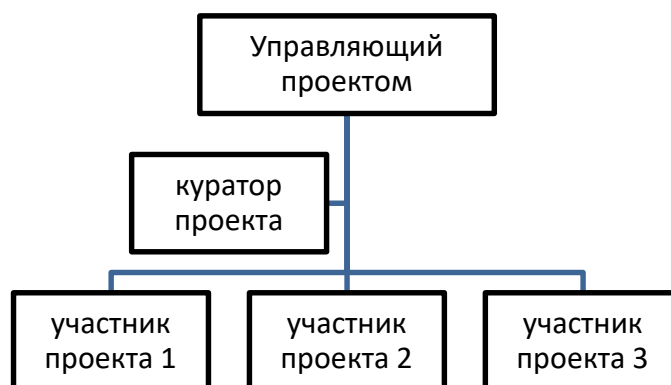 Управляющий
проектом
куратор
проекта
участник
проекта 1
участник
проекта 2
участник
проекта 3